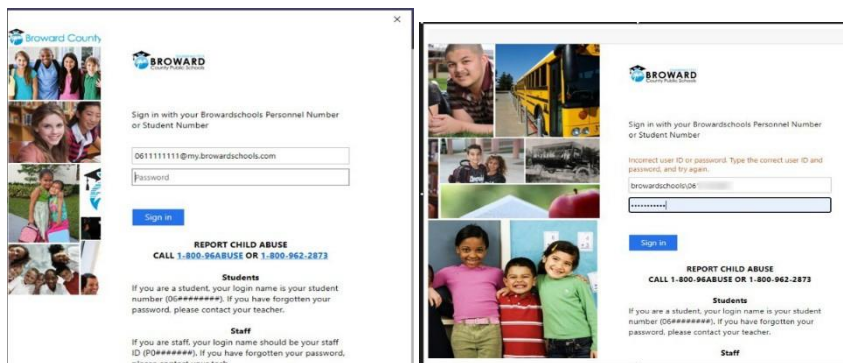 ×
Broward County
BROWARD
County Public Schools
Sign in with your Browardschools Personnel Number
or Student Number
0611111111@my.browardschools.com
Password
Sign in
REPORT CHILD ABUSE
CALL 1-800-96ABUSE OR 1-800-962-2873
Students
If you are a student, your login name is your student
number (06########). If you have forgotten your
password, please contact your teacher.
Staff
If you are staff, your login name should be your staff
ID (P0#######). If you have forgotten your password,
please contact your tech
BROWARD
County Public Schools
Sign in with your Browardschools Personnel Number
or Student Number
Incorrect user ID or password. Type the correct user ID and
password, and try again.
browardschools\06
•••••••••••
Sign in
REPORT CHILD ABUSE
CALL 1-800-96ABUSE OR 1-800-962-2873
Students
If you are a student, your login name is your student
number (06########). If you have forgotten your
password, please contact your teacher.
Staff